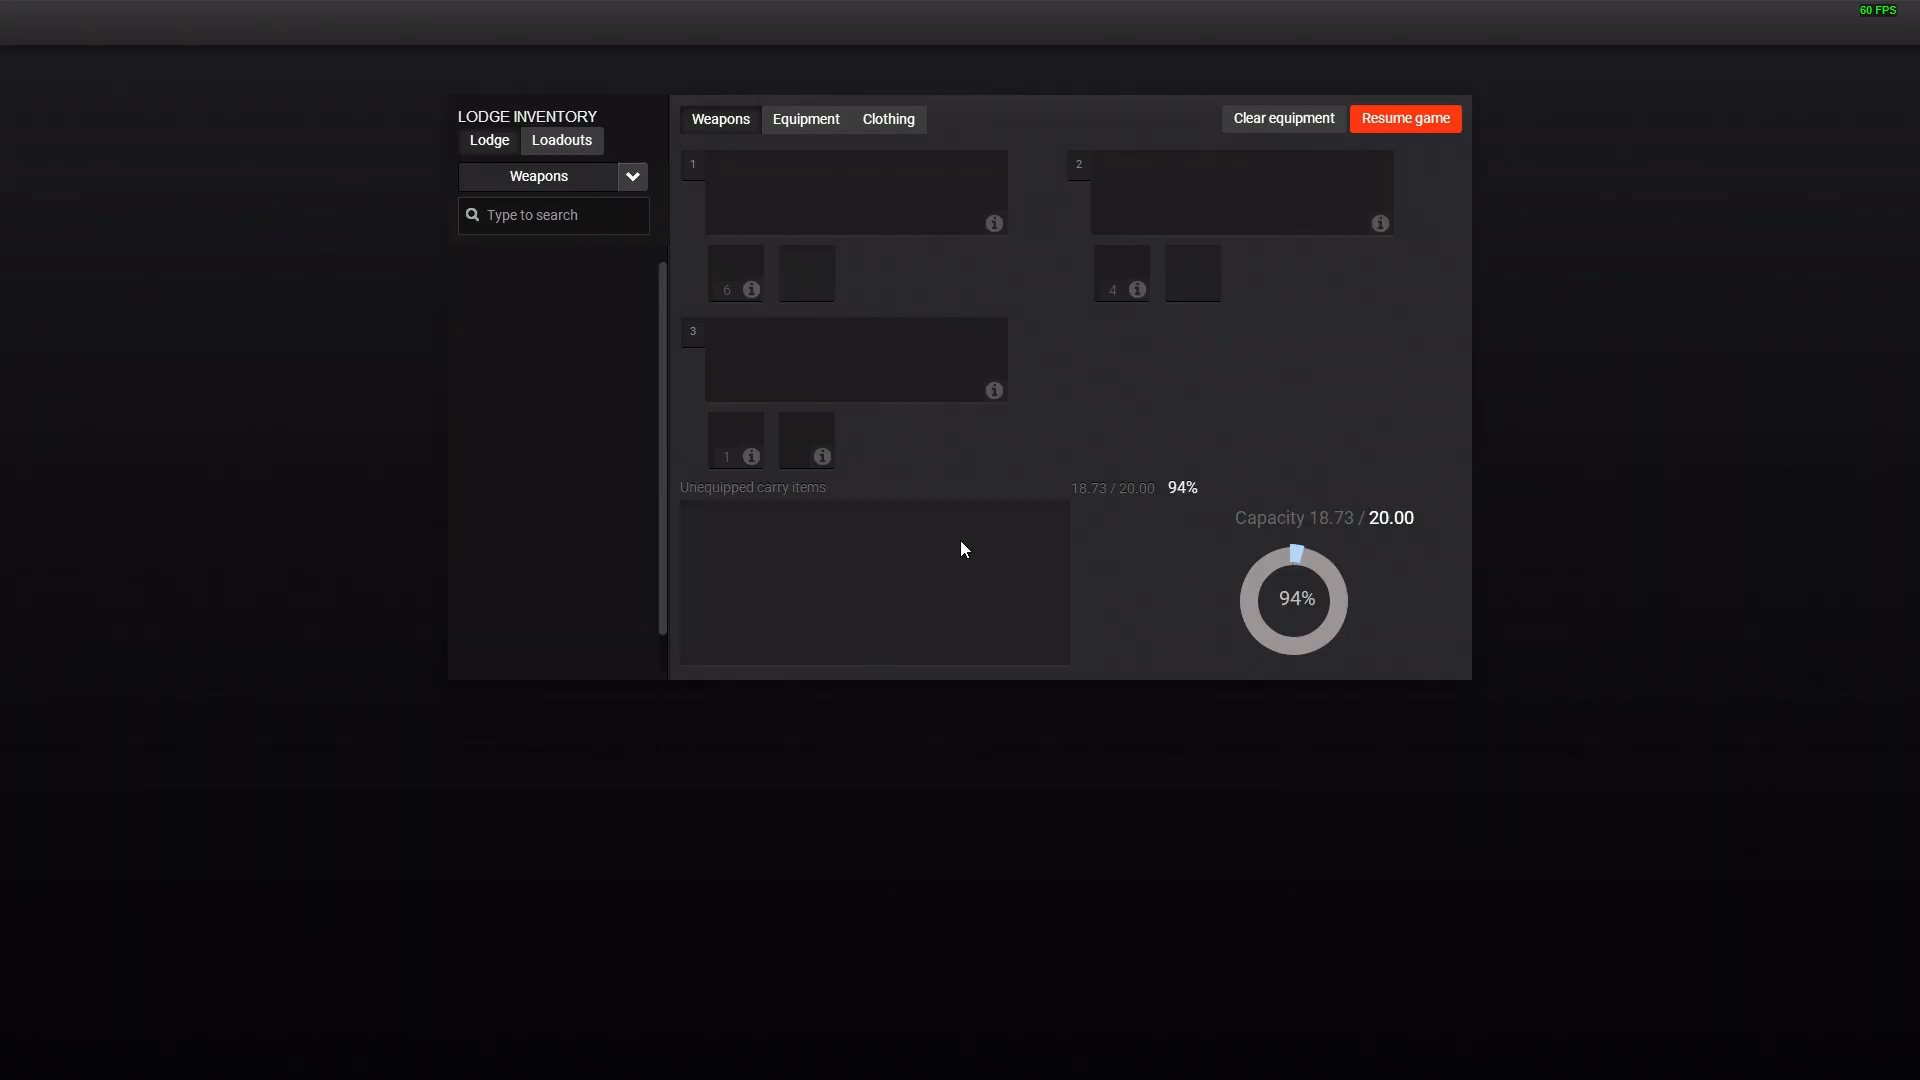 60 FPS
LODGE INVENTORY
Lodge Loadouts
Weapons
Type to search
Weapons Equipment Clothing
Clear equipment Resume game
1
2
6
4
3
1
Unequipped carry items
18.73 / 20.00 94%
Capacity 18.73 / 20.00
94%